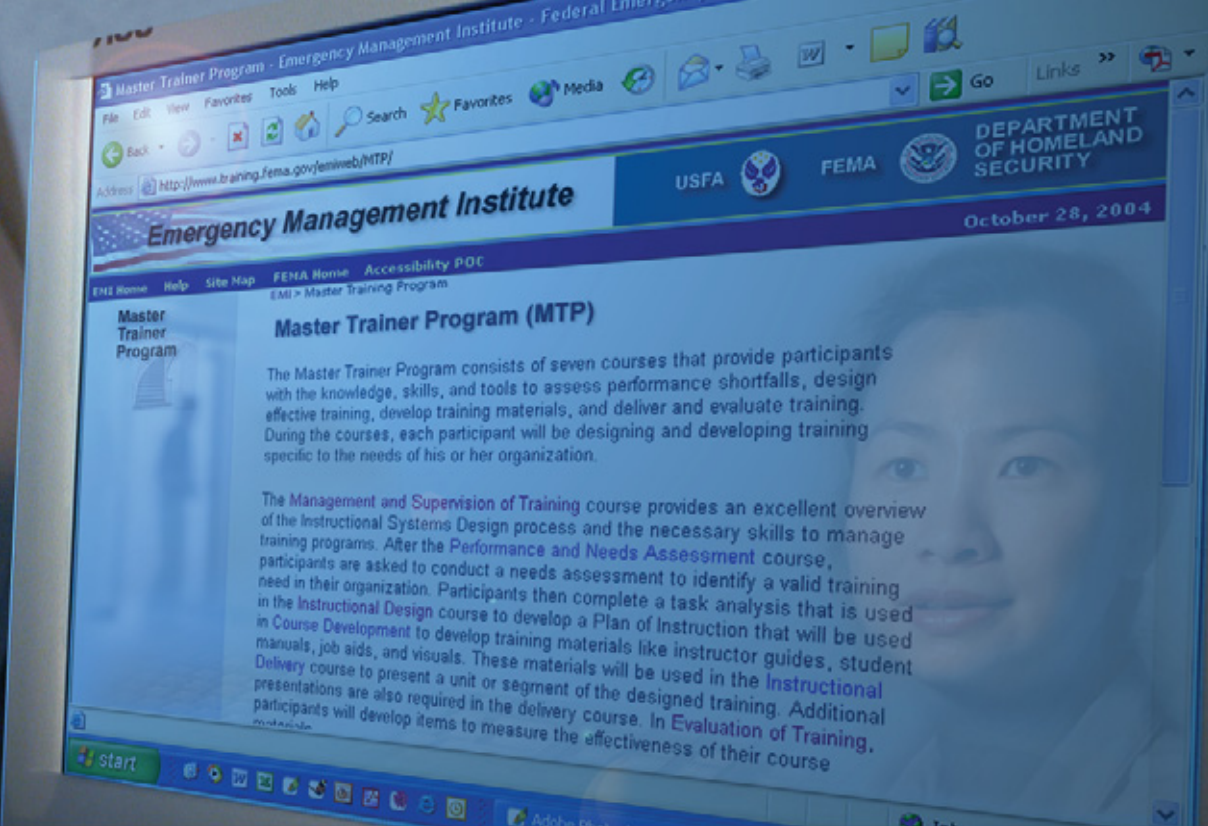 Master Trainer Program - Emergency Management Institute - Federal
File Edit View Favorites Tools Help
Back Search Favorites Media
Address http://www.training.fema.gov/emiweb/MTP/ Go Links »
Emergency Management Institute
USFA FEMA DEPARTMENT
OF HOMELAND
SECURITY
October 28, 2004
EMI Home Help Site Map FEMA Home Accessibility POC
EMI > Master Training Program
Master
Trainer
Program
Master Trainer Program (MTP)
The Master Trainer Program consists of seven courses that provide participants
with the knowledge, skills, and tools to assess performance shortfalls, design
effective training, develop training materials, and deliver and evaluate training.
During the courses, each participant will be designing and developing training
specific to the needs of his or her organization.
The Management and Supervision of Training course provides an excellent overview
of the Instructional Systems Design process and the necessary skills to manage
training programs. After the Performance and Needs Assessment course,
participants are asked to conduct a needs assessment to identify a valid training
need in their organization. Participants then complete a task analysis that is used
in the Instructional Design course to develop a Plan of Instruction that will be used
in Course Development to develop training materials like instructor guides, student
manuals, job aids, and visuals. These materials will be used in the Instructional
Delivery course to present a unit or segment of the designed training. Additional
presentations are also required in the delivery course. In Evaluation of Training,
participants will develop items to measure the effectiveness of their course
start
Adobe